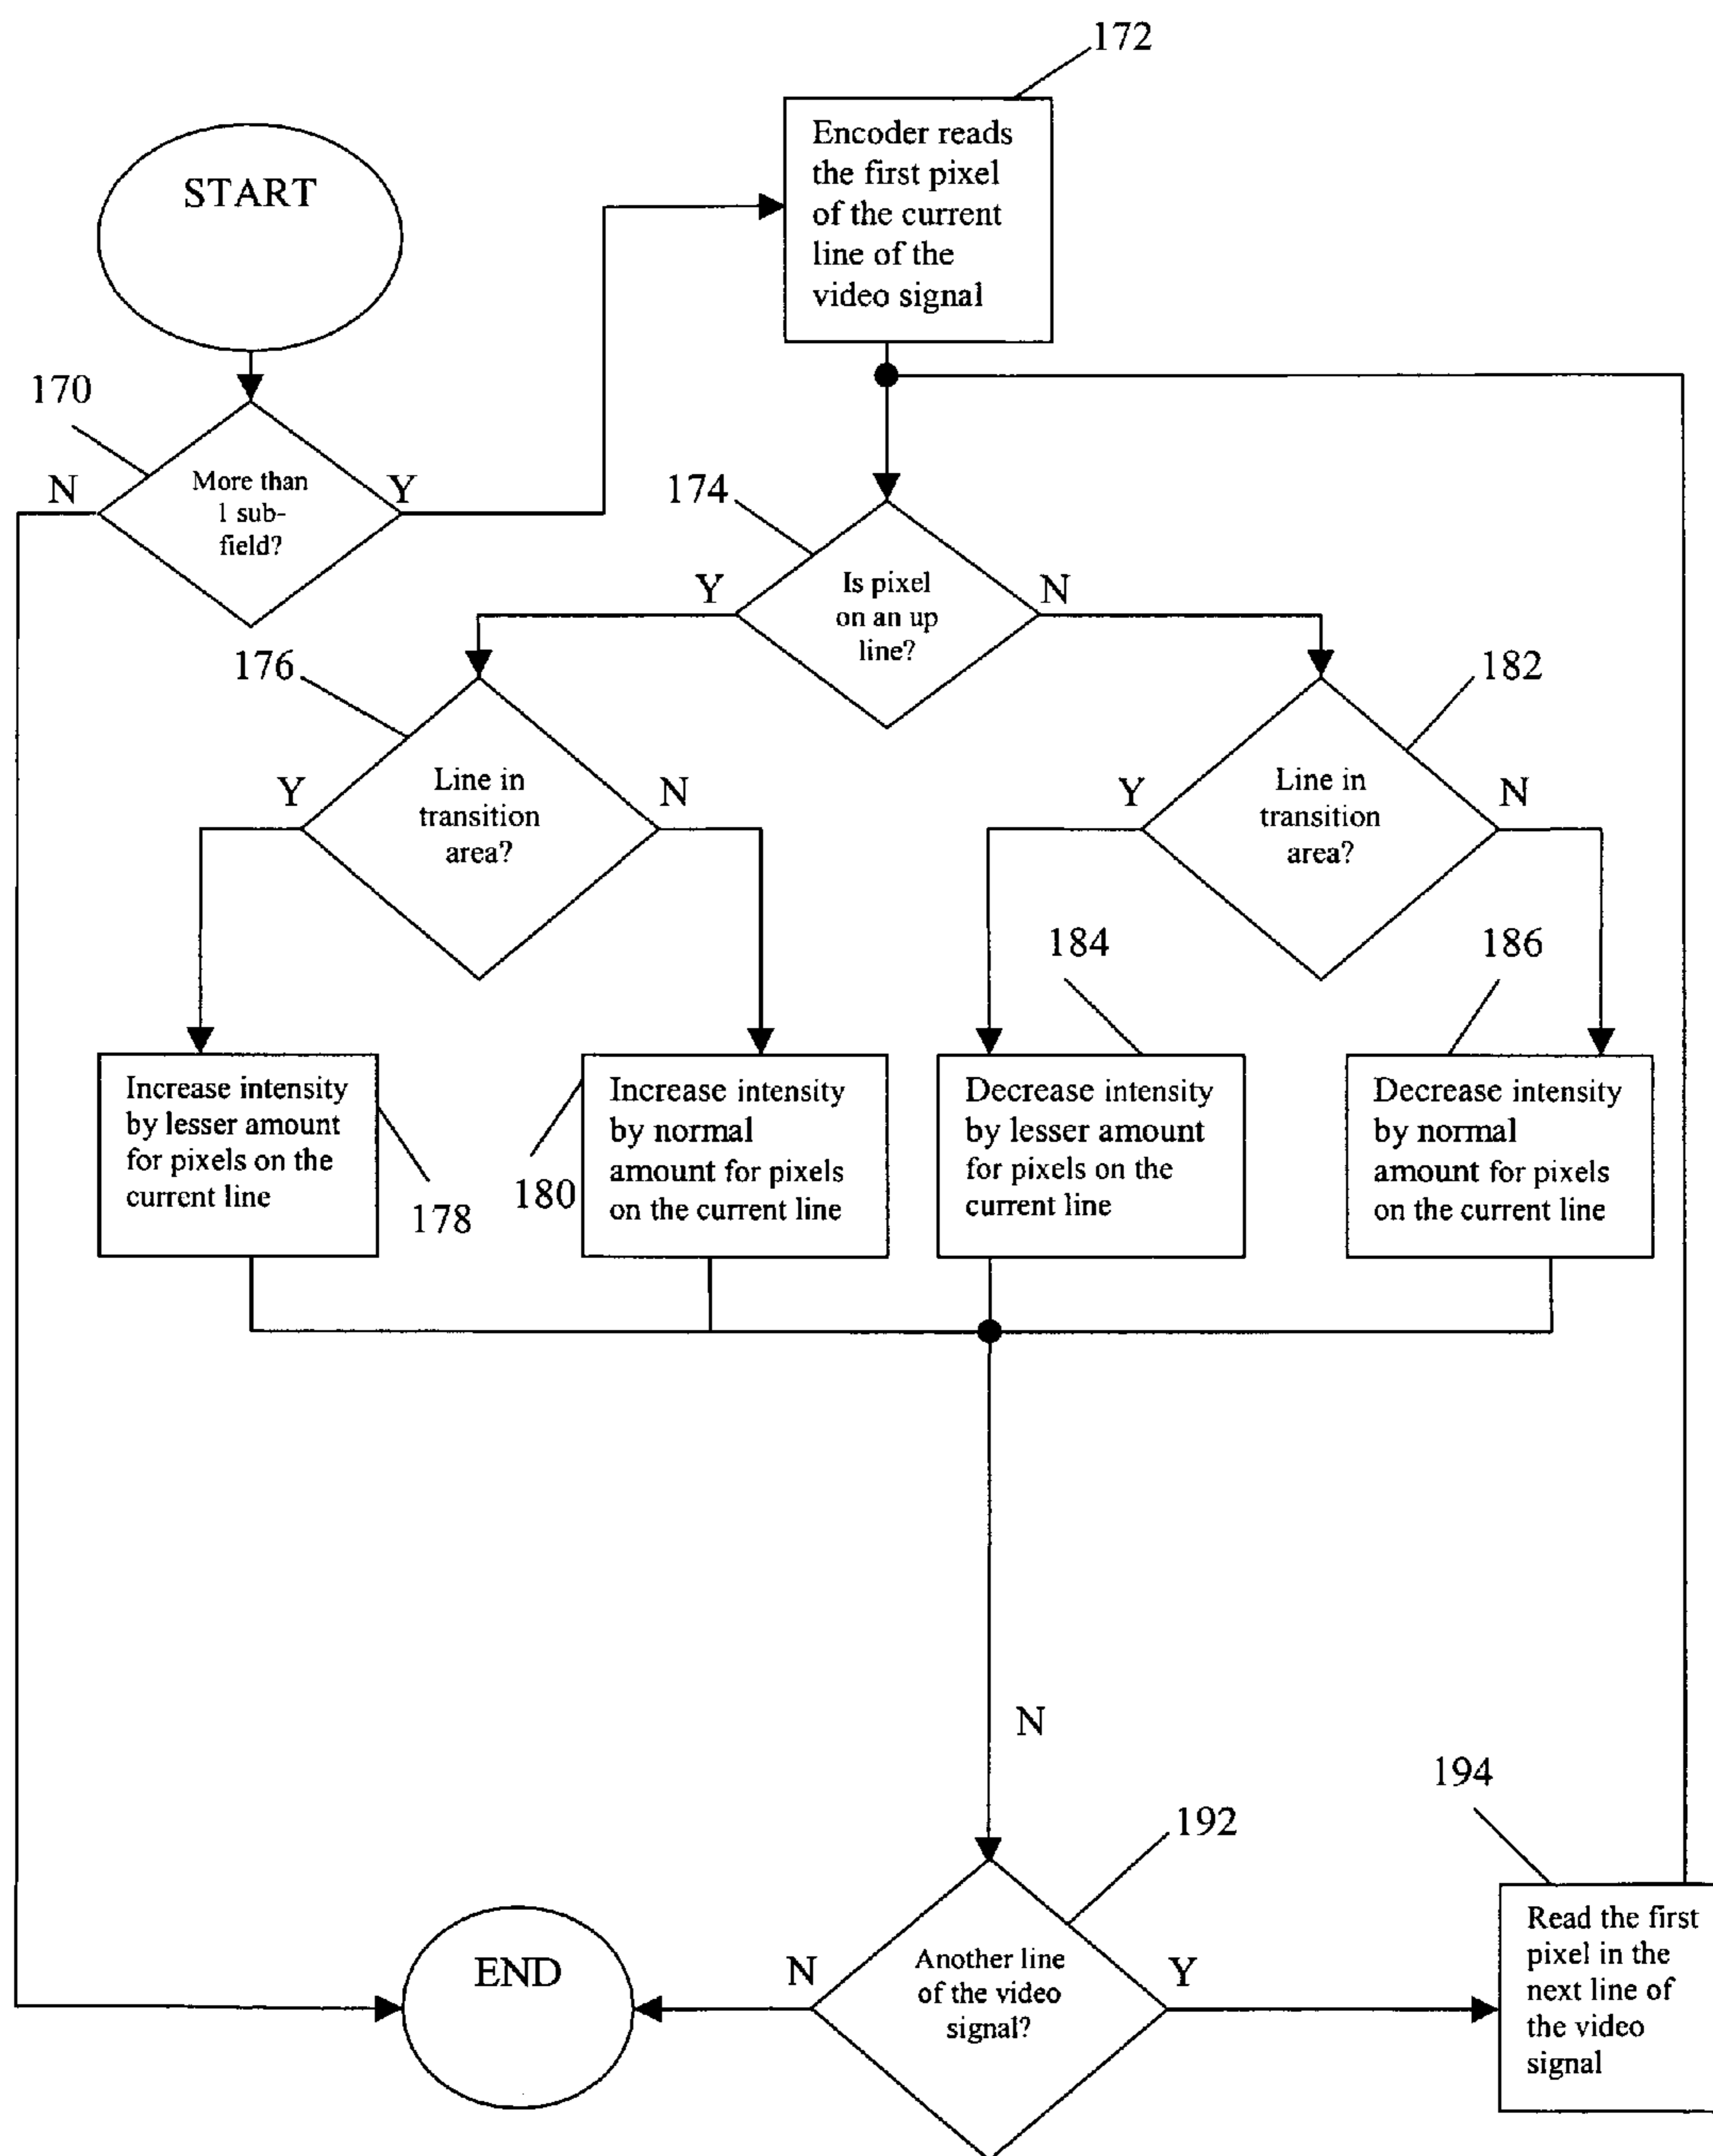 172
START
Encoder reads
the first pixel
of the current
line of the
video signal
170
N
Y
More than
1 sub-
field?
174
Y
N
Is pixel
on an up
line?
176
182
Y
N
Line in
transition
area?
Y
N
Line in
transition
area?
184
186
Increase intensity
by lesser amount
for pixels on the
current line
178
180
Increase intensity
by normal
amount for pixels
on the current line
Decrease intensity
by lesser amount
for pixels on the
current line
Decrease intensity
by normal
amount for pixels
on the current line
N
192
194
END
N
Another line
of the video
signal?
Y
Read the first
pixel in the
next line of
the video
signal